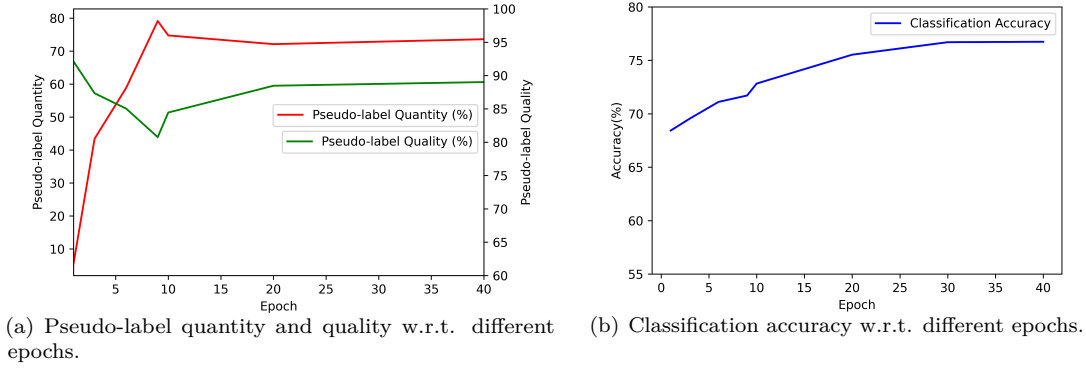 80
70
60
50
40
30
20
10
Pseudo-label Quantity
100
95
90
85
80
75
70
65
60
Pseudo-label Quality
Pseudo-label Quantity (%)
Pseudo-label Quality (%)
5 10 15 20 25 30 35 40
Epoch
(a) Pseudo-label quantity and quality w.r.t. different
epochs.
80
75
70
65
60
55
Accuracy(%)
Classification Accuracy
0 5 10 15 20 25 30 35 40
Epoch
(b) Classification accuracy w.r.t. different epochs.